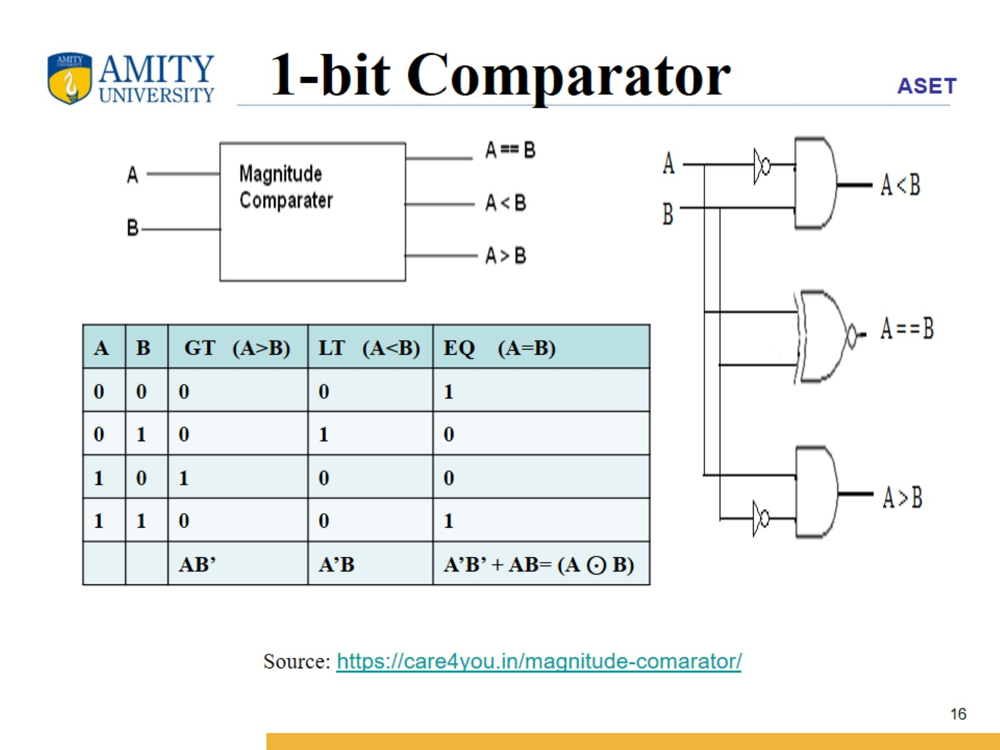 AMITY
UNIVERSITY
AMITY
UNIVERSITY
1-bit Comparator
ASET
A
B
Magnitude
Comparater
A == B
A < B
A > B
A
B
A<B
A==B
A>B
A B GT (A>B) LT (A<B) EQ (A=B)
0 0 0 0 1
0 1 0 1 0
1 0 1 0 0
1 1 0 0 1
AB’ A’B A’B’ + AB= (A ⊙ B)
Source: https://care4you.in/magnitude-comarator/
16